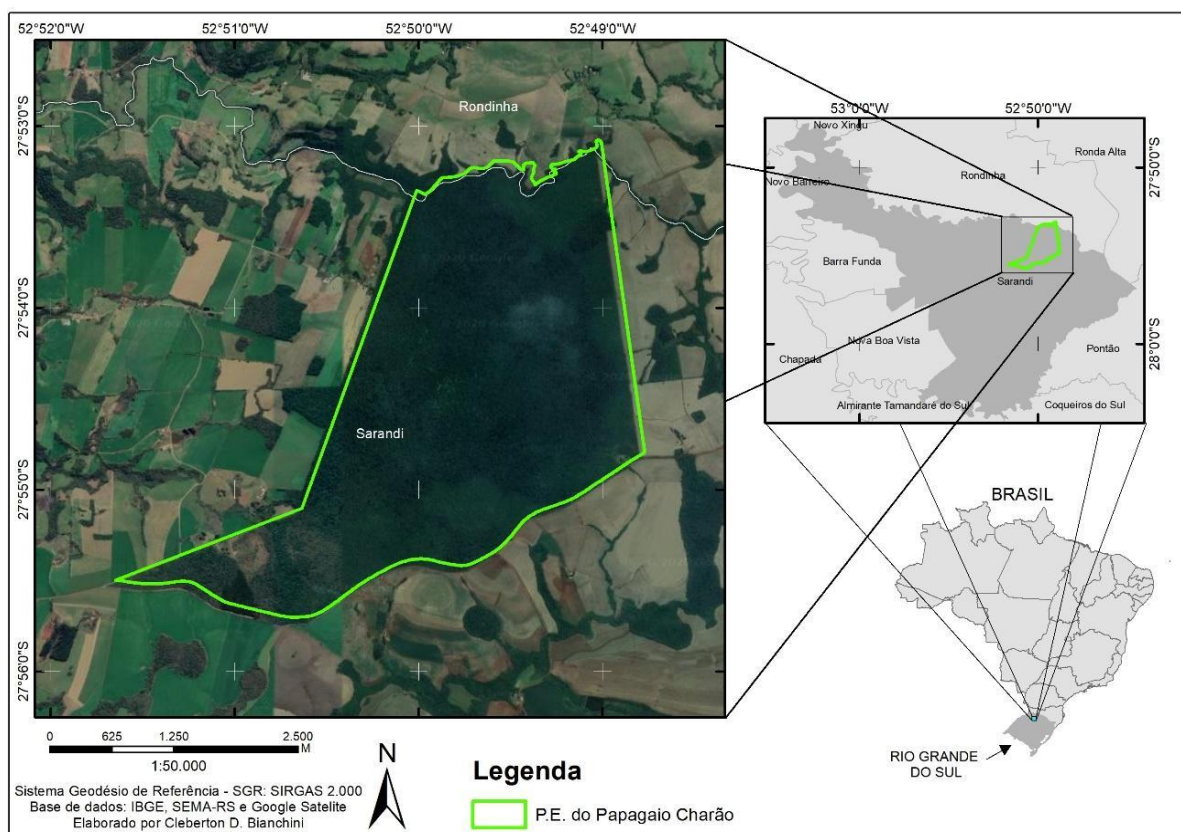 52°52'0"W
52°51'0"W
52°50'0"W
52°49'0"W
27°53'0"S
27°54'0"S
27°55'0"S
27°56'0"S
Rondinha
Sarandi
53°0'0"W
52°50'0"W
27°50'0"S
28°0'0"S
Novo Xingu
Ronda Alta
Rondinha
Novo Barreiro
Barra Funda
Sarandi
Nova Boa Vista
Pontão
Chapada
Almirante Tamandaré do Sul
Coqueiros do Sul
BRASIL
RIO GRANDE
DO SUL
0 625 1.250 2.500
M
1:50.000
N
Sistema Geodésio de Referência - SGR: SIRGAS 2.000
Base de dados: IBGE, SEMA-RS e Google Satelite
Elaborado por Cleberton D. Bianchini
Legenda
P.E. do Papagaio Charão